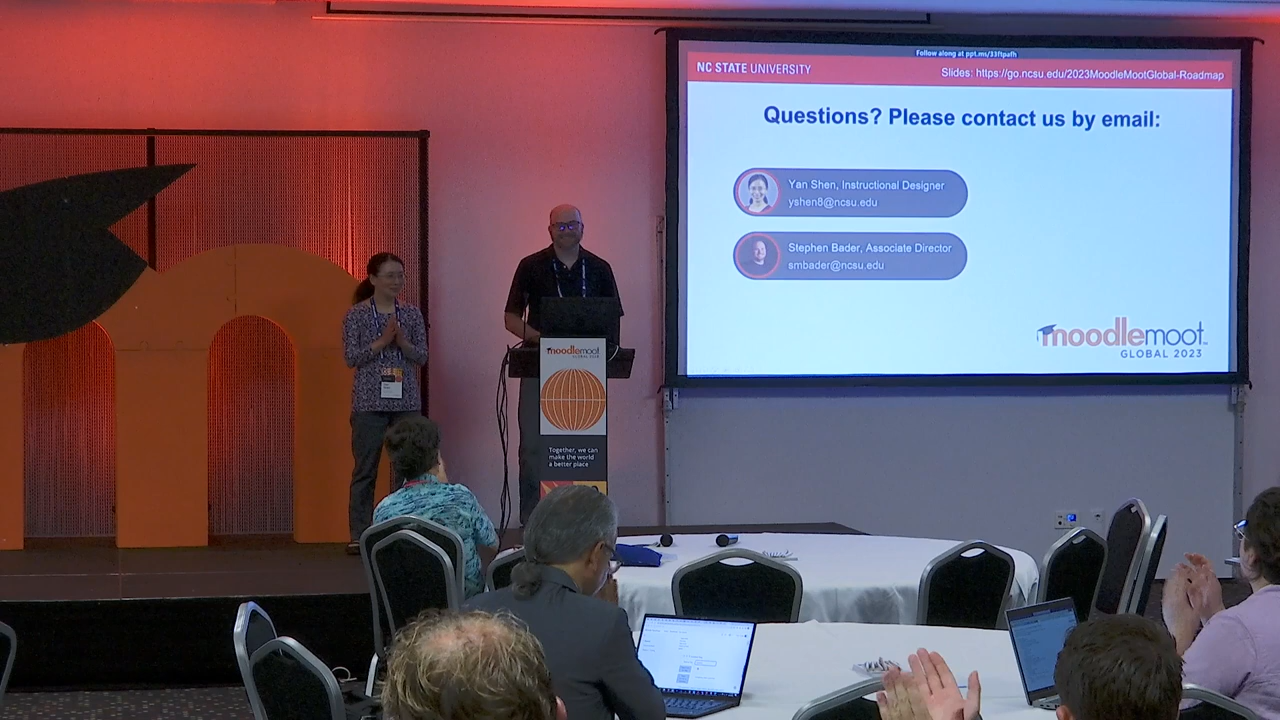 Follow along at ppt.ms/33ftpafh
NC STATE UNIVERSITY
Slides: https://go.ncsu.edu/2023MoodleMootGlobal-Roadmap
Questions? Please contact us by email:
Yan Shen, Instructional Designer
yshen8@ncsu.edu
Stephen Bader, Associate Director
smbader@ncsu.edu
moodlemoot
GLOBAL 2023
moodlemoot
GLOBAL 2023
Together, we can
make the world
a better place